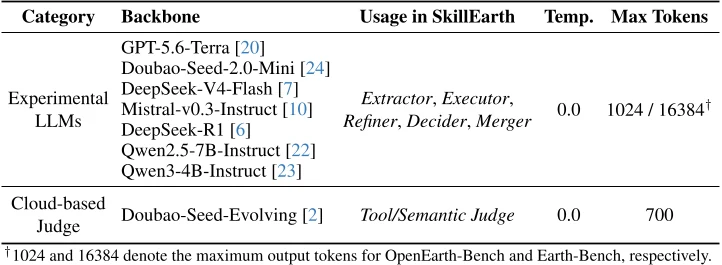 Category Backbone Usage in SkillEarth Temp. Max Tokens
GPT-5.6-Terra [20]
Doubao-Seed-2.0-Mini [24]
DeepSeek-V4-Flash [7]
Experimental LLMs Mistral-v0.3-Instruct [10] Extractor, Executor, Refiner, Decider, Merger 0.0 1024 / 16384†
DeepSeek-R1 [6]
Qwen2.5-7B-Instruct [22]
Qwen3-4B-Instruct [23]
Cloud-based Judge Doubao-Seed-Evolving [2] Tool/Semantic Judge 0.0 700
†1024 and 16384 denote the maximum output tokens for OpenEarth-Bench and Earth-Bench, respectively.